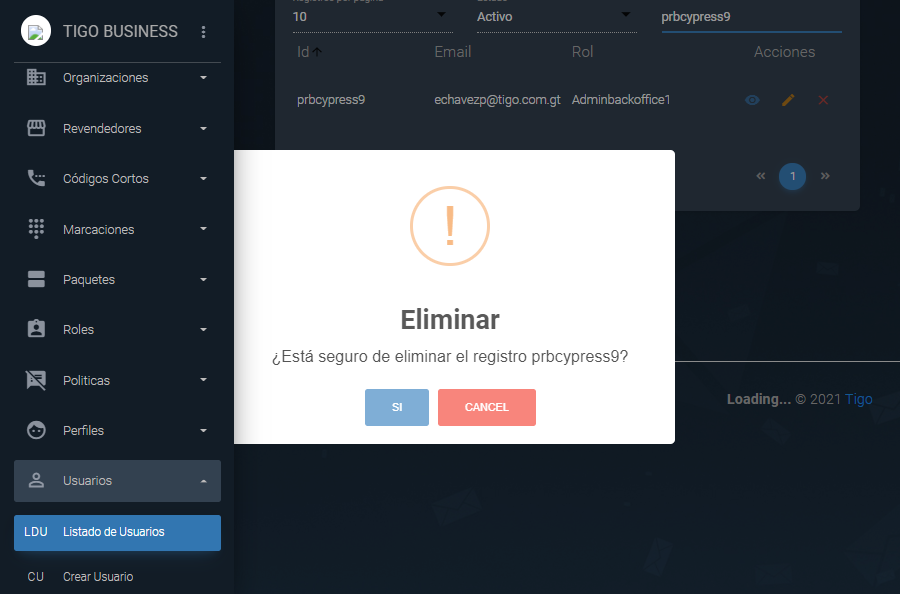 TIGO BUSINESS
Organizaciones
Revendedores
Códigos Cortos
Marcaciones
Paquetes
Roles
Politicas
Perfiles
Usuarios
LDU Listado de Usuarios
CU Crear Usuario
10 Activo prbcypress9
Id Email Rol Acciones
prbcypress9 echavezp@tigo.com.gt Adminbackoffice1
« 1 »
!
Eliminar
¿Está seguro de eliminar el registro prbcypress9?
SI CANCEL
Loading... © 2021 Tigo